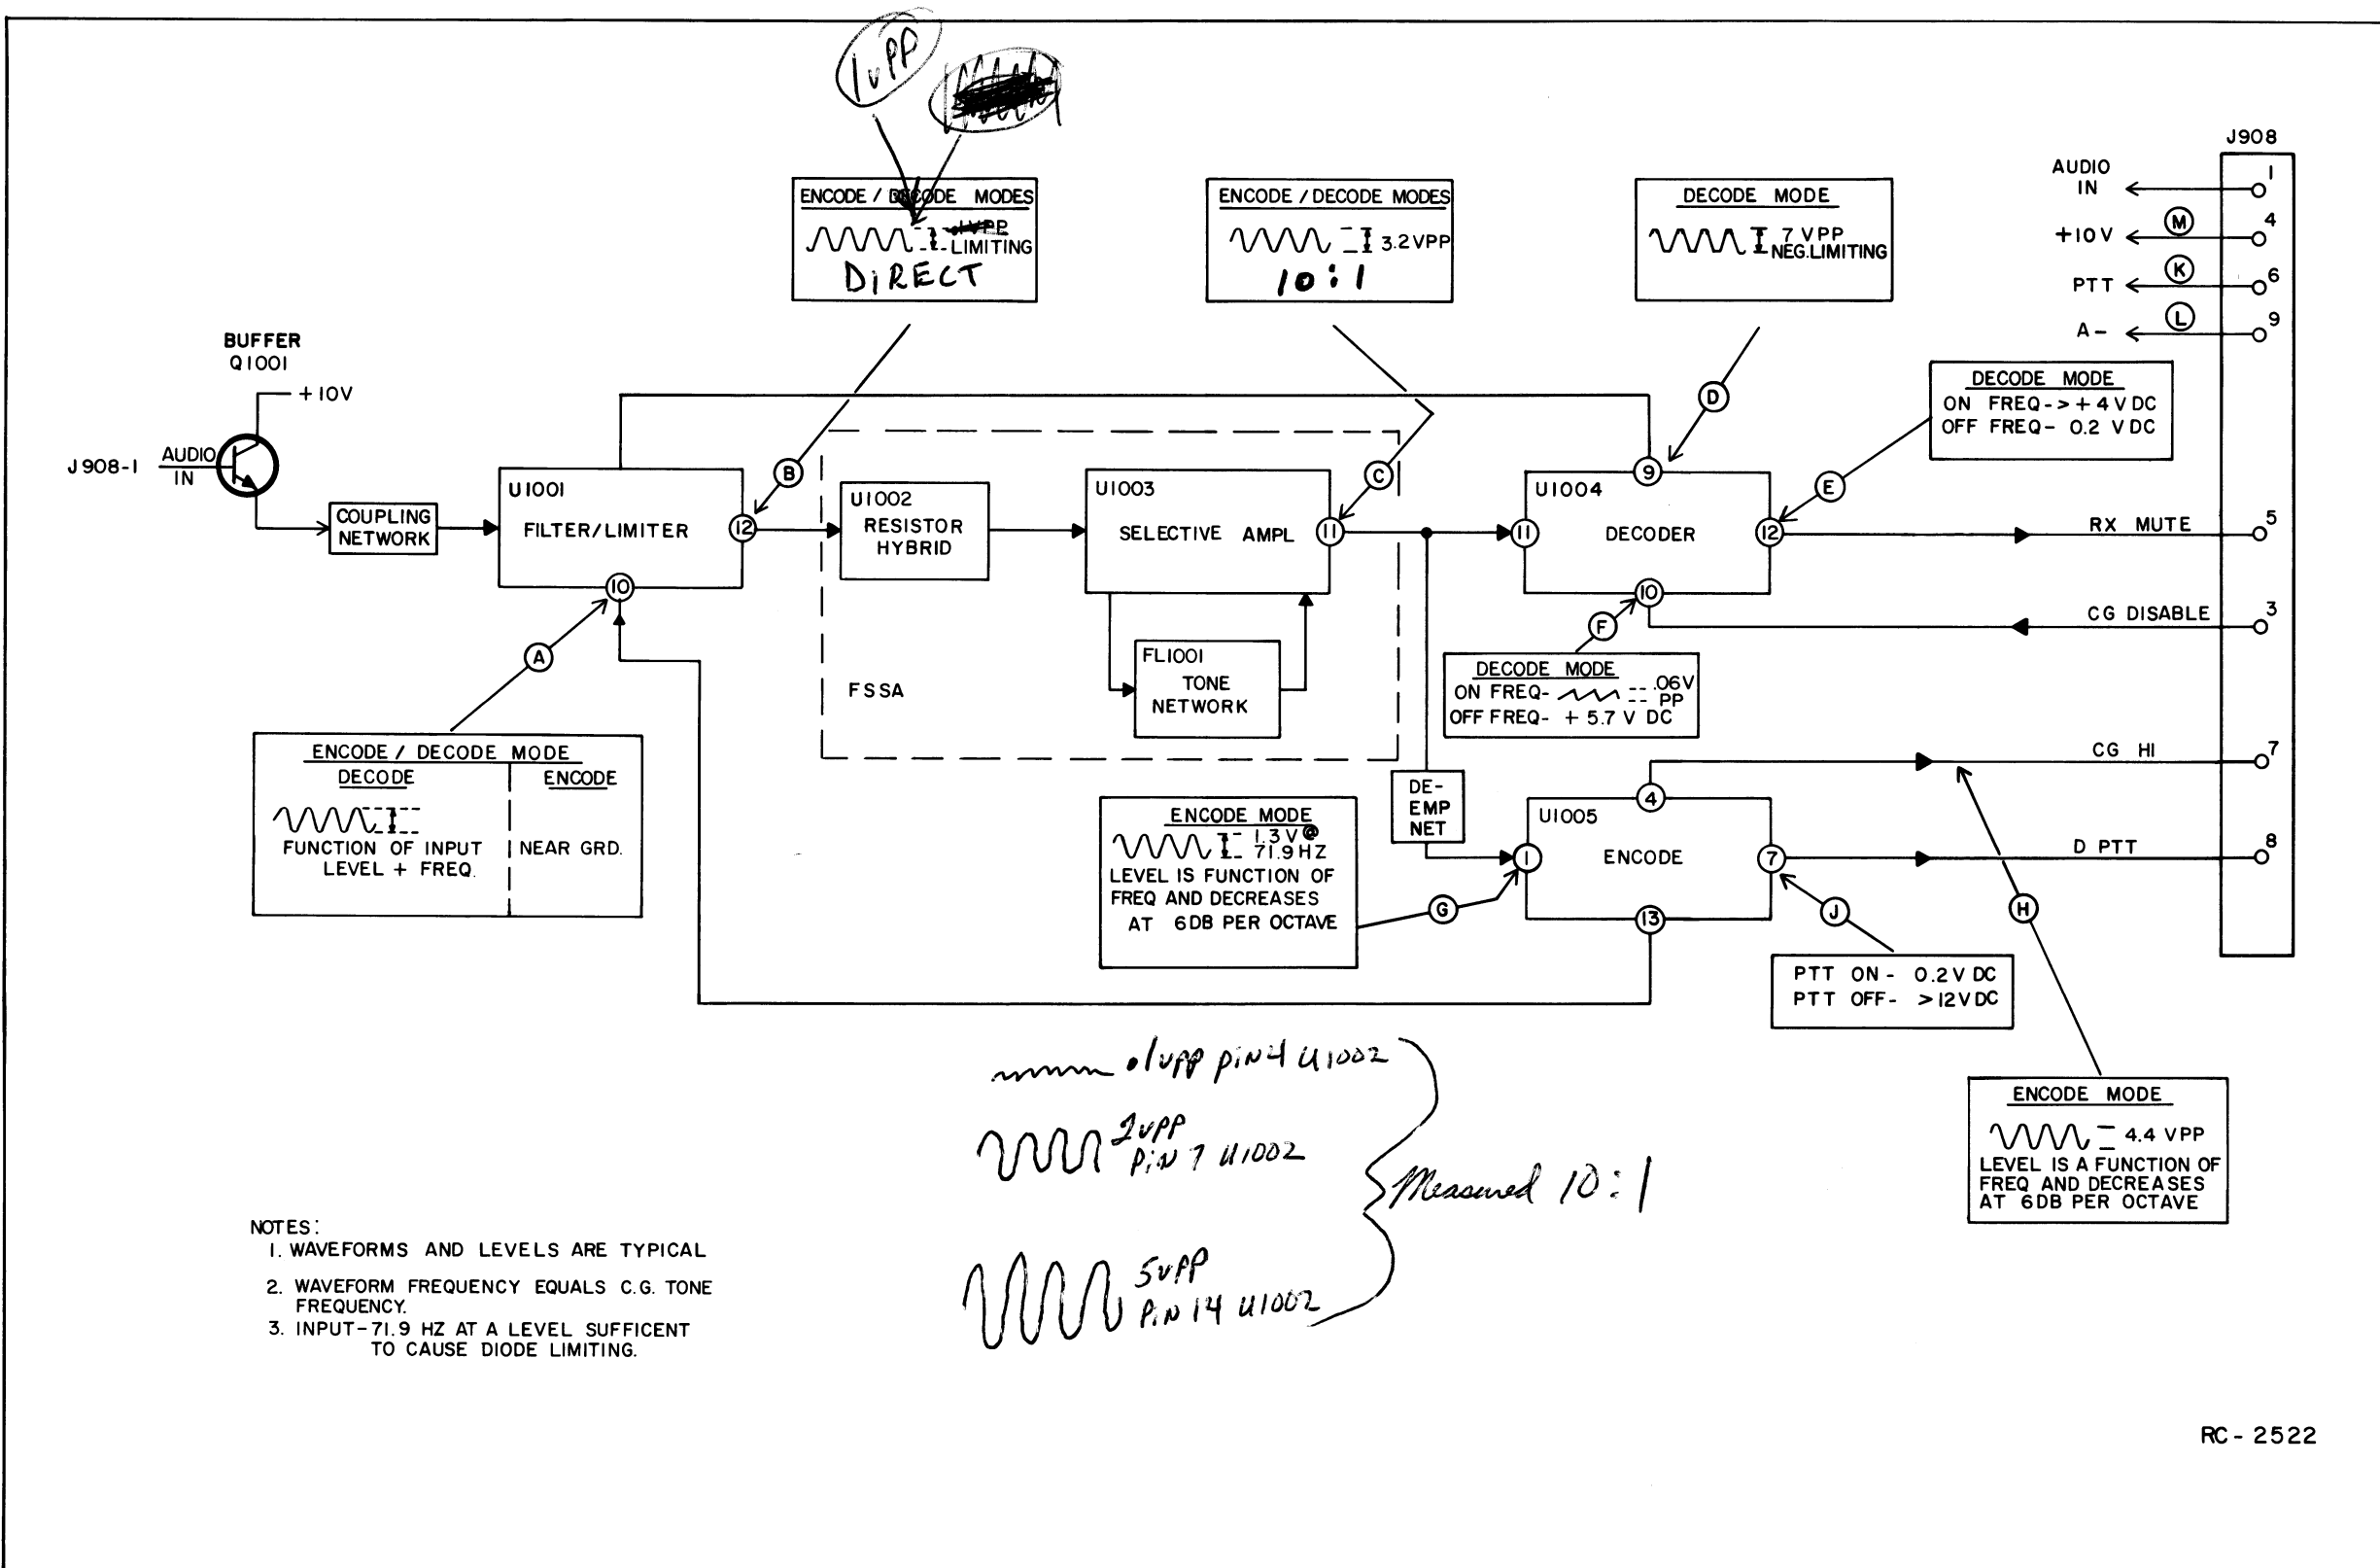 1vPP
ENCODE / DECODE MODES
.1VPP
LIMITING
DiRECT
ENCODE / DECODE MODES
3.2 VPP
10:1
DECODE MODE
7 VPP
NEG. LIMITING
J908
AUDIO
IN
1
+10V
M
4
PTT
K
6
A-
L
9
BUFFER
Q1001
+10V
J908-1
AUDIO
IN
COUPLING
NETWORK
U1001
FILTER/LIMITER
12
10
B
U1002
RESISTOR
HYBRID
U1003
SELECTIVE AMPL
11
C
FL1001
TONE
NETWORK
FSSA
D
9
U1004
DECODER
11
12
10
E
DECODE MODE
ON FREQ-> + 4 V DC
OFF FREQ- 0.2 V DC
RX MUTE
5
CG DISABLE
3
F
DECODE MODE
ON FREQ- .06V
PP
OFF FREQ- + 5.7 V DC
A
ENCODE / DECODE MODE
DECODE
ENCODE
FUNCTION OF INPUT
LEVEL + FREQ.
NEAR GRD.
DE-
EMP
NET
ENCODE MODE
1.3 V @
71.9 HZ
LEVEL IS FUNCTION OF
FREQ AND DECREASES
AT 6DB PER OCTAVE
G
U1005
ENCODE
4
1
7
13
CG HI
7
D PTT
8
J
H
PTT ON - 0.2V DC
PTT OFF- >12V DC
ENCODE MODE
4.4 VPP
LEVEL IS A FUNCTION OF
FREQ AND DECREASES
AT 6DB PER OCTAVE
.1vpp pin4 U1002
2vpp
PiN 7 U1002
5vpp
PiN 14 U1002
Measured 10:1
NOTES:
1. WAVEFORMS AND LEVELS ARE TYPICAL
2. WAVEFORM FREQUENCY EQUALS C.G. TONE
FREQUENCY.
3. INPUT-71.9 HZ AT A LEVEL SUFFICENT
TO CAUSE DIODE LIMITING.
RC- 2522